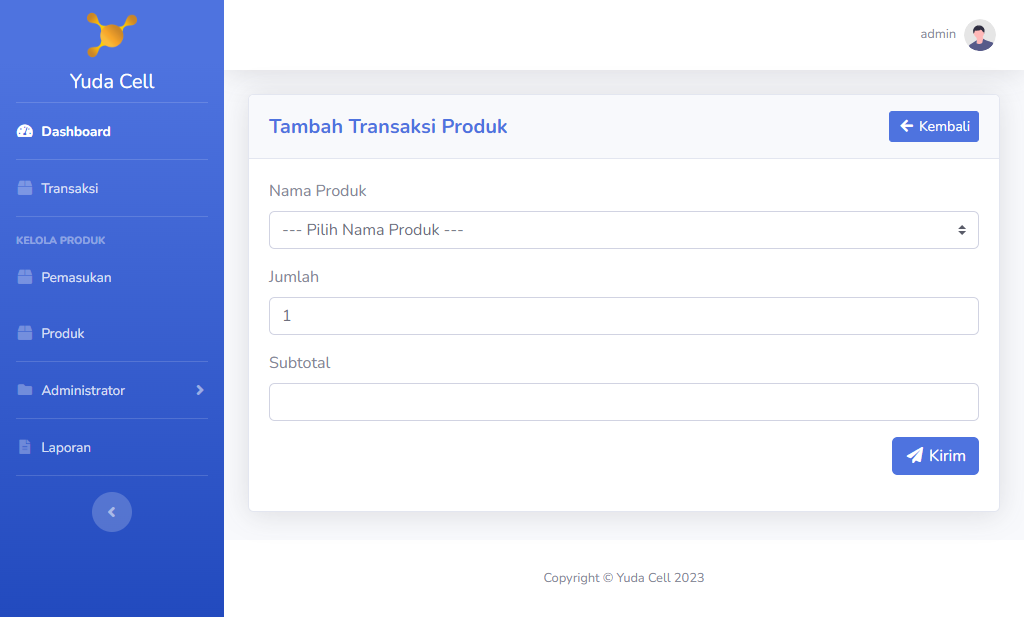 Yuda Cell
Dashboard
Transaksi
KELOLA PRODUK
Pemasukan
Produk
Administrator
Laporan
admin
Tambah Transaksi Produk
Kembali
Nama Produk
--- Pilih Nama Produk ---
Jumlah
1
Subtotal
Kirim
Copyright © Yuda Cell 2023